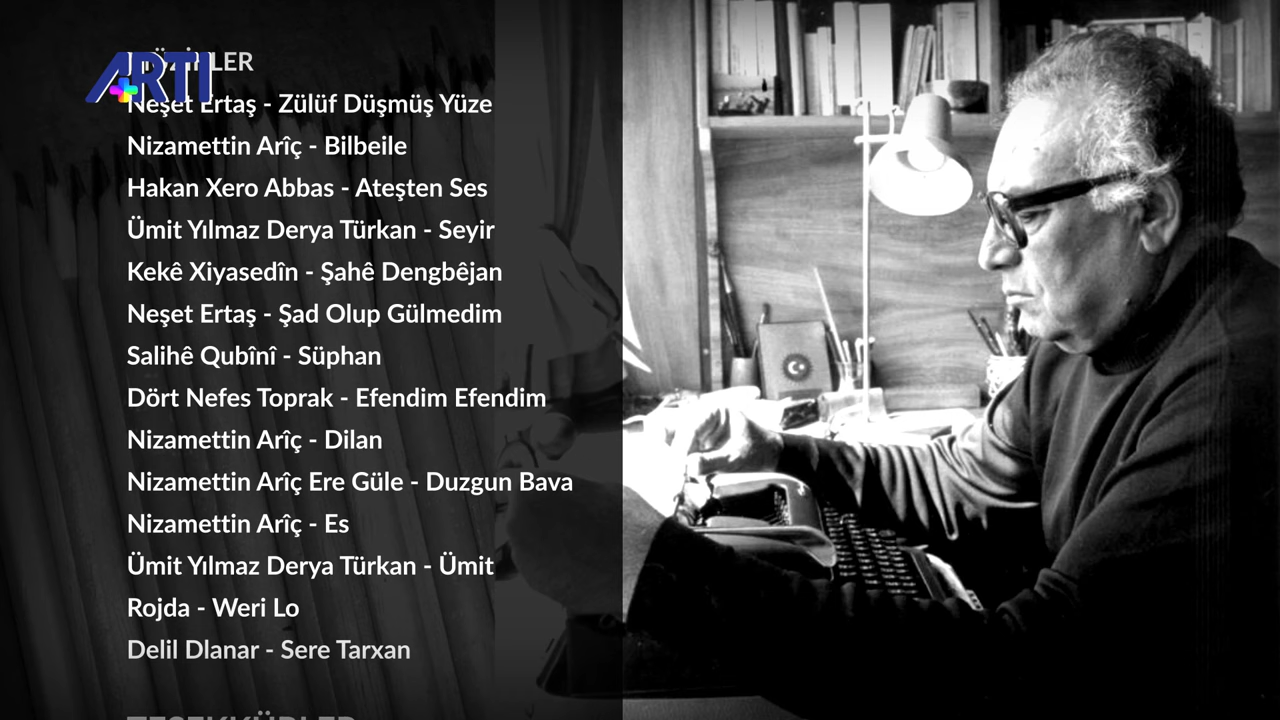 ARTI
MÜZİKLER
Neşet Ertaş - Zülüf Düşmüş Yüze
Nizamettin Arîç - Bilbeile
Hakan Xero Abbas - Ateşten Ses
Ümit Yılmaz Derya Türkan - Seyir
Kekê Xiyasedîn - Şahê Dengbêjan
Neşet Ertaş - Şad Olup Gülmedim
Salihê Qubînî - Süphan
Dört Nefes Toprak - Efendim Efendim
Nizamettin Arîç - Dilan
Nizamettin Arîç Ere Güle - Duzgun Bava
Nizamettin Arîç - Es
Ümit Yılmaz Derya Türkan - Ümit
Rojda - Weri Lo
Delil Dlanar - Sere Tarxan
TEŞEKKÜRLER